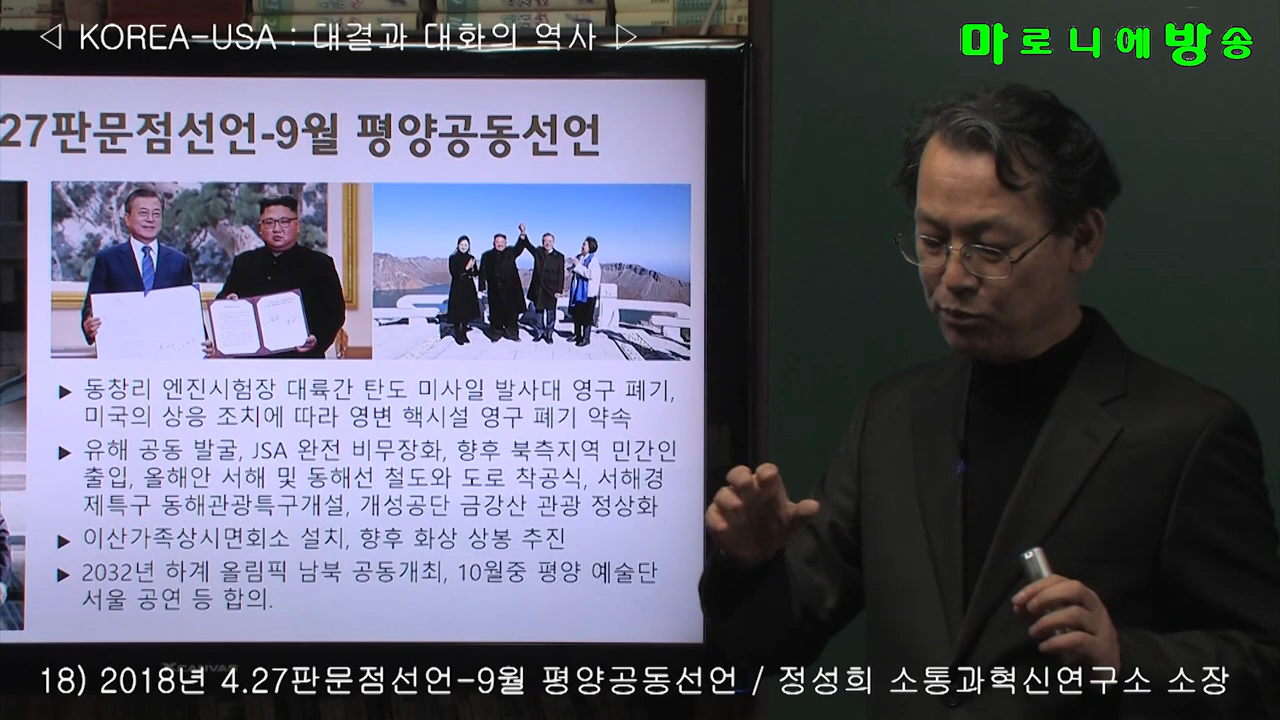 ◁ KOREA-USA : 대결과 대화의 역사 ▷
마로니에방송
.27판문점선언-9월 평양공동선언
▶ 동창리 엔진시험장 대륙간 탄도 미사일 발사대 영구 폐기,
미국의 상응 조치에 따라 영변 핵시설 영구 폐기 약속
▶ 유해 공동 발굴, JSA 완전 비무장화, 향후 북측지역 민간인
출입, 올해안 서해 및 동해선 철도와 도로 착공식, 서해경
제특구 동해관광특구개설, 개성공단 금강산 관광 정상화
▶ 이산가족상시면회소 설치, 향후 화상 상봉 추진
▶ 2032년 하계 올림픽 남북 공동개최, 10월중 평양 예술단
서울 공연 등 합의.
XCANVAS
18) 2018년 4.27판문점선언-9월 평양공동선언 / 정성희 소통과혁신연구소 소장